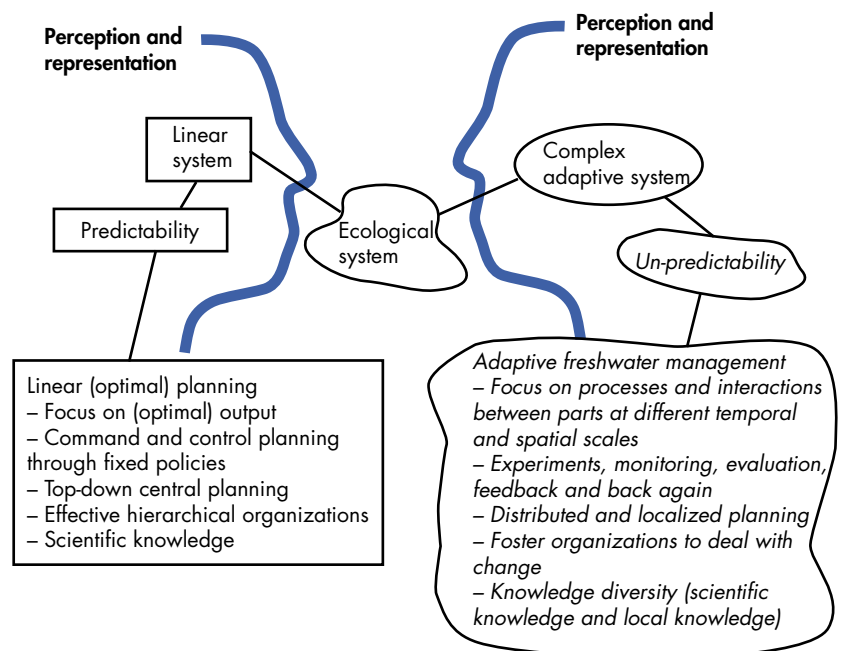 Perception and
representation
Perception and
representation
Linear
system
Complex
adaptive system
Predictability
Ecological
system
Un-predictability
Linear (optimal) planning
– Focus on (optimal) output
– Command and control planning
through fixed policies
– Top-down central planning
– Effective hierarchical organizations
– Scientific knowledge
Adaptive freshwater management
– Focus on processes and interactions
between parts at different temporal
and spatial scales
– Experiments, monitoring, evaluation,
feedback and back again
– Distributed and localized planning
– Foster organizations to deal with
change
– Knowledge diversity (scientific
knowledge and local knowledge)